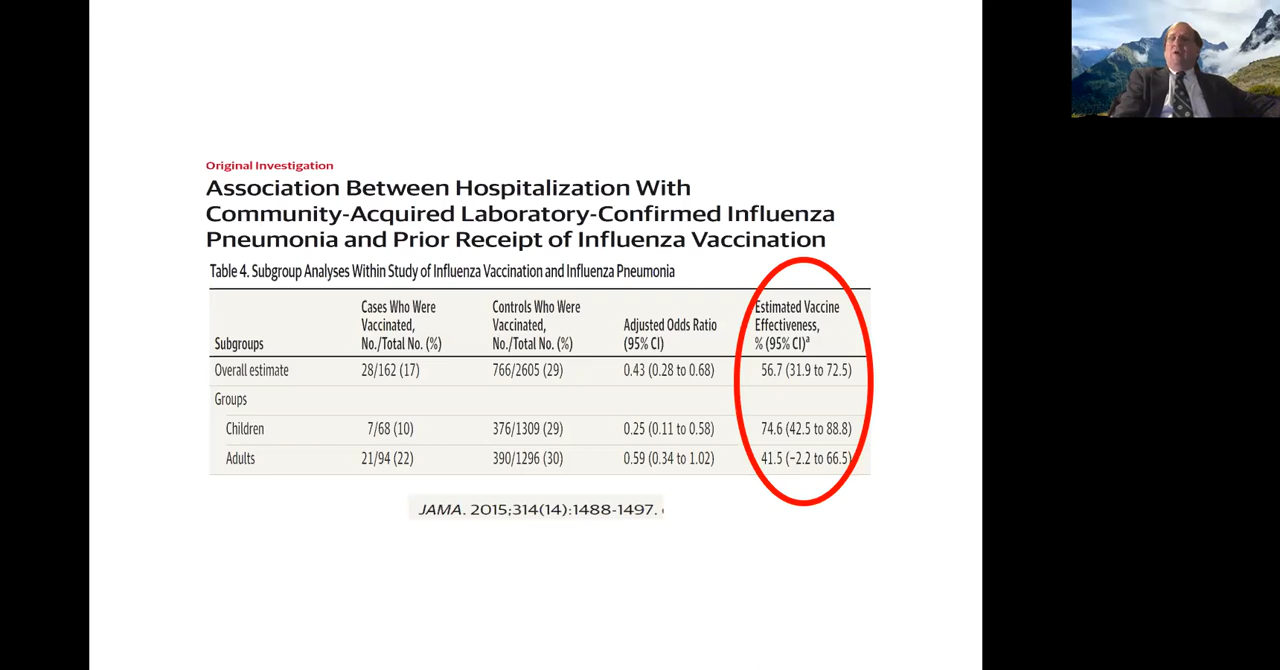 Original Investigation
Association Between Hospitalization With
Community-Acquired Laboratory-Confirmed Influenza
Pneumonia and Prior Receipt of Influenza Vaccination
Table 4. Subgroup Analyses Within Study of Influenza Vaccination and Influenza Pneumonia
Subgroups
Cases Who Were
Vaccinated,
No./Total No. (%)
Controls Who Were
Vaccinated,
No./Total No. (%)
Adjusted Odds Ratio
(95% CI)
Estimated Vaccine
Effectiveness,
% (95% CI)a
Overall estimate 28/162 (17) 766/2605 (29) 0.43 (0.28 to 0.68) 56.7 (31.9 to 72.5)
Groups
Children 7/68 (10) 376/1309 (29) 0.25 (0.11 to 0.58) 74.6 (42.5 to 88.8)
Adults 21/94 (22) 390/1296 (30) 0.59 (0.34 to 1.02) 41.5 (−2.2 to 66.5)
JAMA. 2015;314(14):1488-1497.